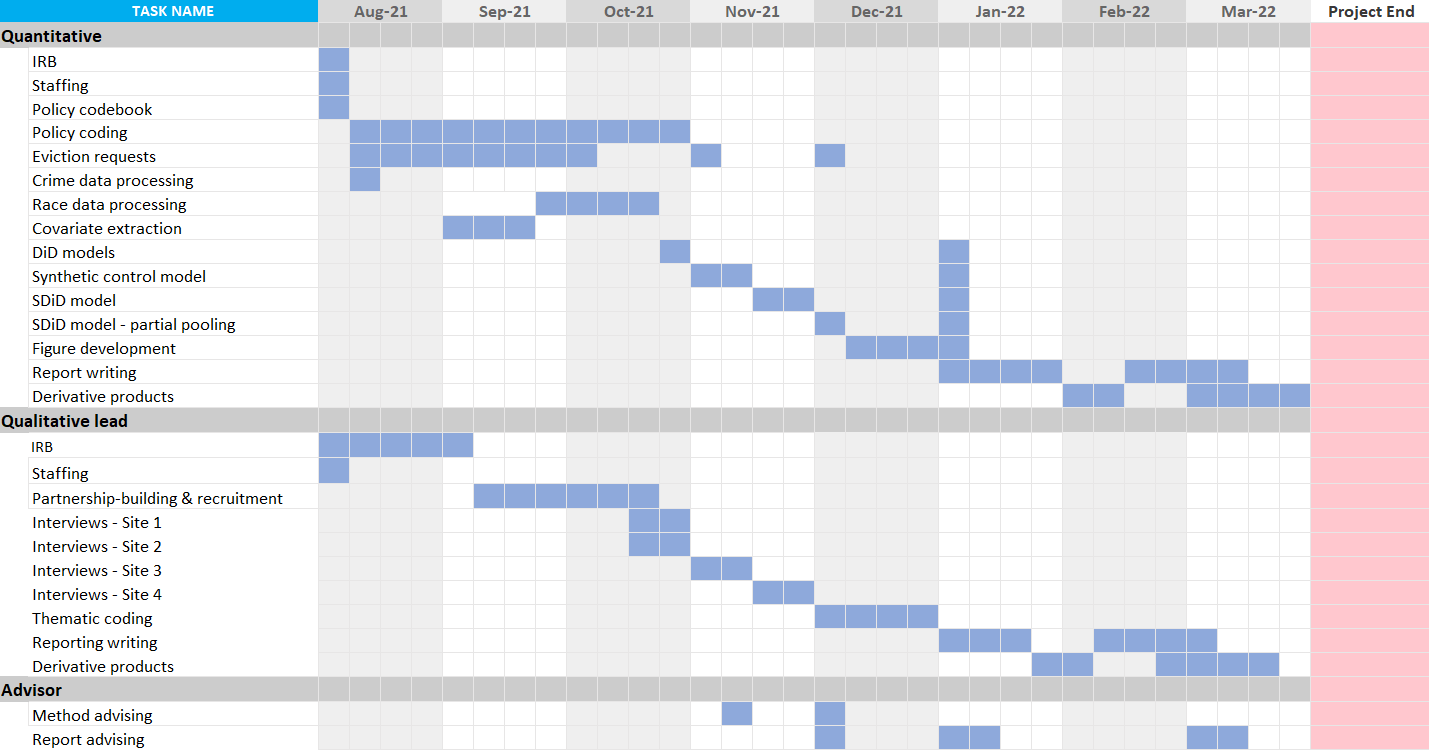 TASK NAME Aug-21 Sep-21 Oct-21 Nov-21 Dec-21 Jan-22 Feb-22 Mar-22 Project End
Quantitative
IRB
Staffing
Policy codebook
Policy coding
Eviction requests
Crime data processing
Race data processing
Covariate extraction
DiD models
Synthetic control model
SDiD model
SDiD model - partial pooling
Figure development
Report writing
Derivative products
Qualitative lead
IRB
Staffing
Partnership-building & recruitment
Interviews - Site 1
Interviews - Site 2
Interviews - Site 3
Interviews - Site 4
Thematic coding
Reporting writing
Derivative products
Advisor
Method advising
Report advising